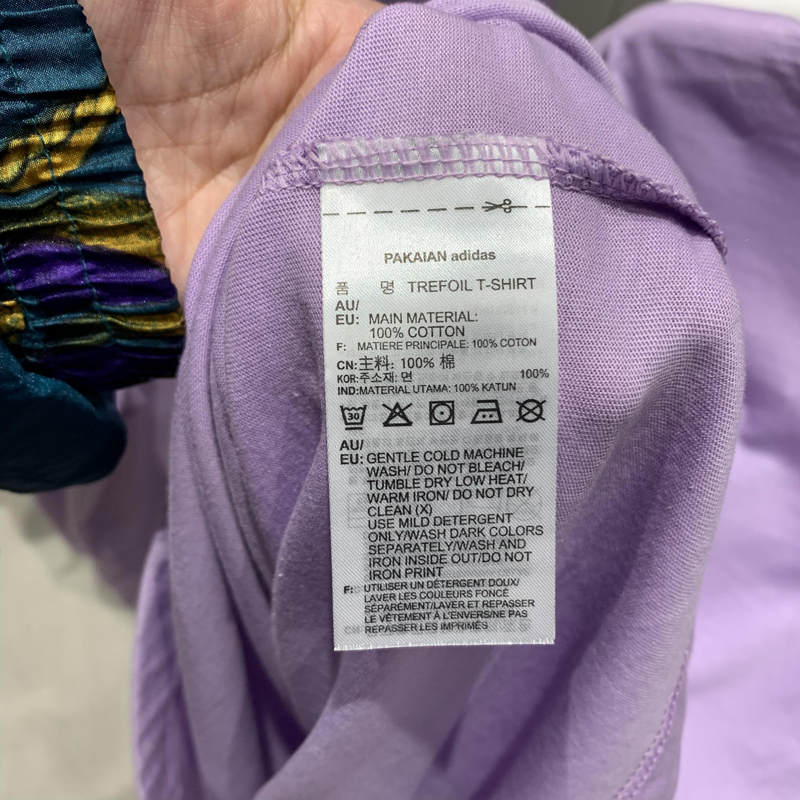 PAKAIAN adidas
품 명 TREFOIL T-SHIRT
AU/
EU: MAIN MATERIAL:
100% COTTON
F: MATIERE PRINCIPALE: 100% COTON
CN:主料: 100% 棉
KOR:주소재: 면 100%
IND:MATERIAL UTAMA: 100% KATUN
30
AU/
EU: GENTLE COLD MACHINE
WASH/ DO NOT BLEACH/
TUMBLE DRY LOW HEAT/
WARM IRON/ DO NOT DRY
CLEAN (X)
USE MILD DETERGENT
ONLY/WASH DARK COLORS
SEPARATELY/WASH AND
IRON INSIDE OUT/DO NOT
IRON PRINT
F: UTILISER UN DÉTERGENT DOUX/
LAVER LES COULEURS FONCÉ
SÉPARÉMENT/LAVER ET REPASSER
LE VÊTEMENT À L'ENVERS/NE PAS
REPASSER LES IMPRIMÉS